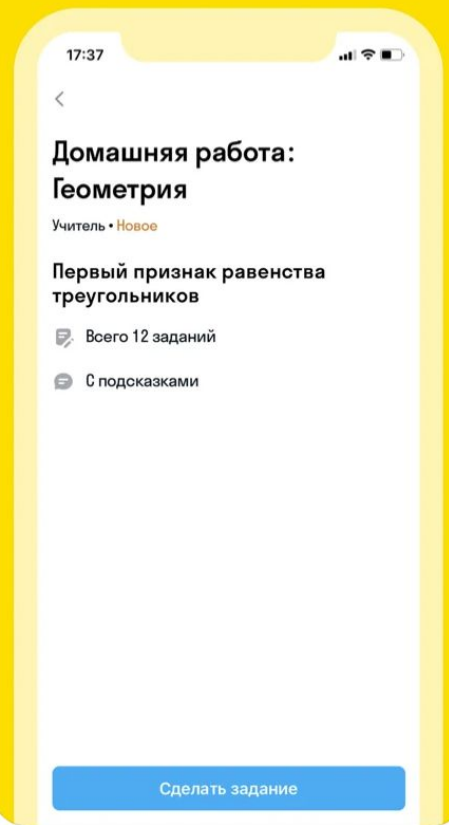 17:37
Домашняя работа:
Геометрия
Учитель • Новое
Первый признак равенства
треугольников
Всего 12 заданий
С подсказками
Сделать задание